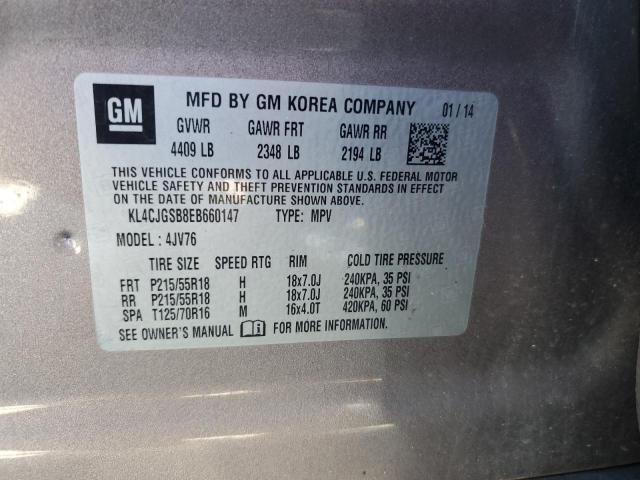 GM MFD BY GM KOREA COMPANY 01 / 14
GVWR GAWR FRT GAWR RR
4409 LB 2348 LB 2194 LB
THIS VEHICLE CONFORMS TO ALL APPLICABLE U.S. FEDERAL MOTOR
VEHICLE SAFETY AND THEFT PREVENTION STANDARDS IN EFFECT
ON THE DATE OF MANUFACTURE SHOWN ABOVE.
KL4CJGSB8EB660147 TYPE: MPV
MODEL : 4JV76
TIRE SIZE SPEED RTG RIM COLD TIRE PRESSURE
FRT P215/55R18 H 18x7.0J 240KPA, 35 PSI
RR P215/55R18 H 18x7.0J 240KPA, 35 PSI
SPA T125/70R16 M 16x4.0T 420KPA, 60 PSI
SEE OWNER'S MANUAL FOR MORE INFORMATION.